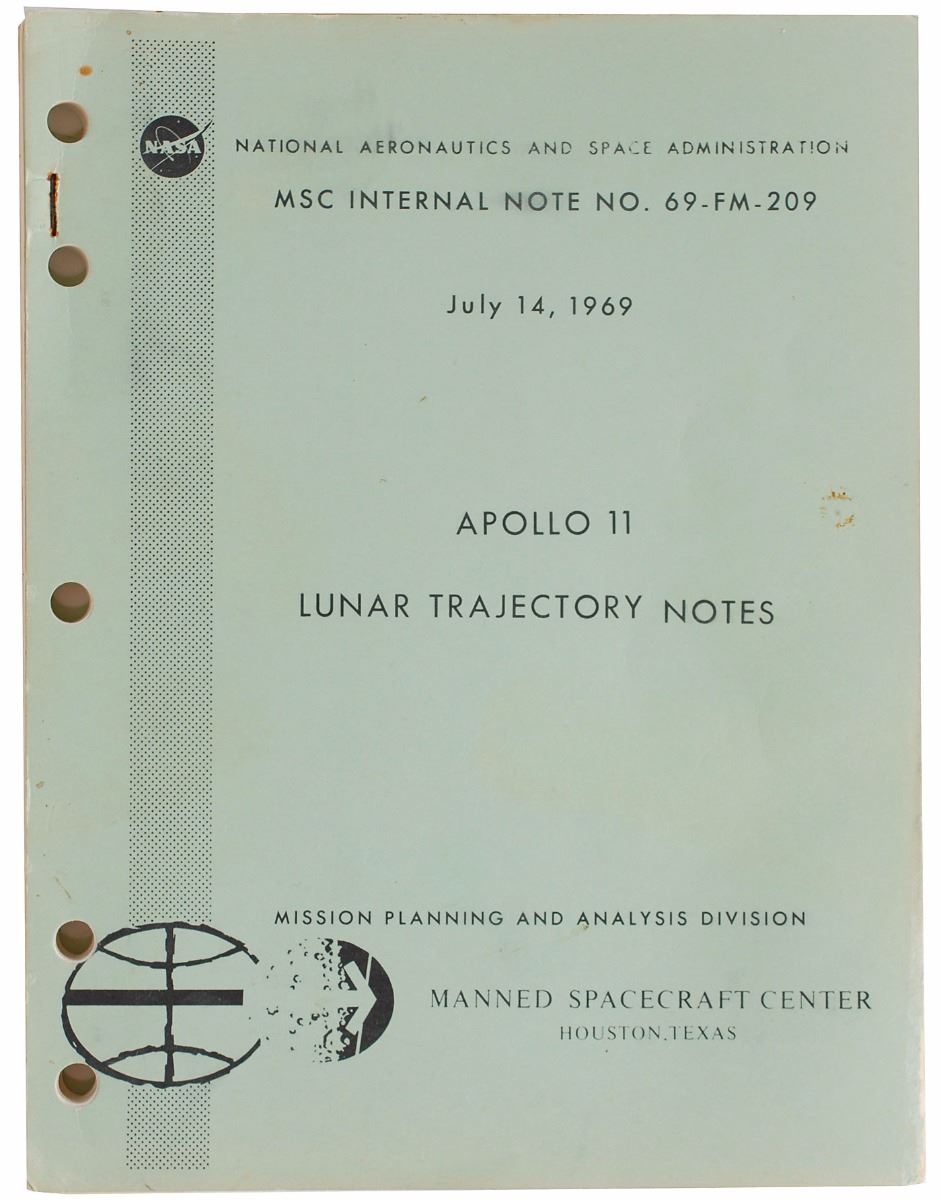 NASA
NATIONAL AERONAUTICS AND SPACE ADMINISTRATION
MSC INTERNAL NOTE NO. 69-FM-209
July 14, 1969
APOLLO 11
LUNAR TRAJECTORY NOTES
MISSION PLANNING AND ANALYSIS DIVISION
MANNED SPACECRAFT CENTER
HOUSTON, TEXAS